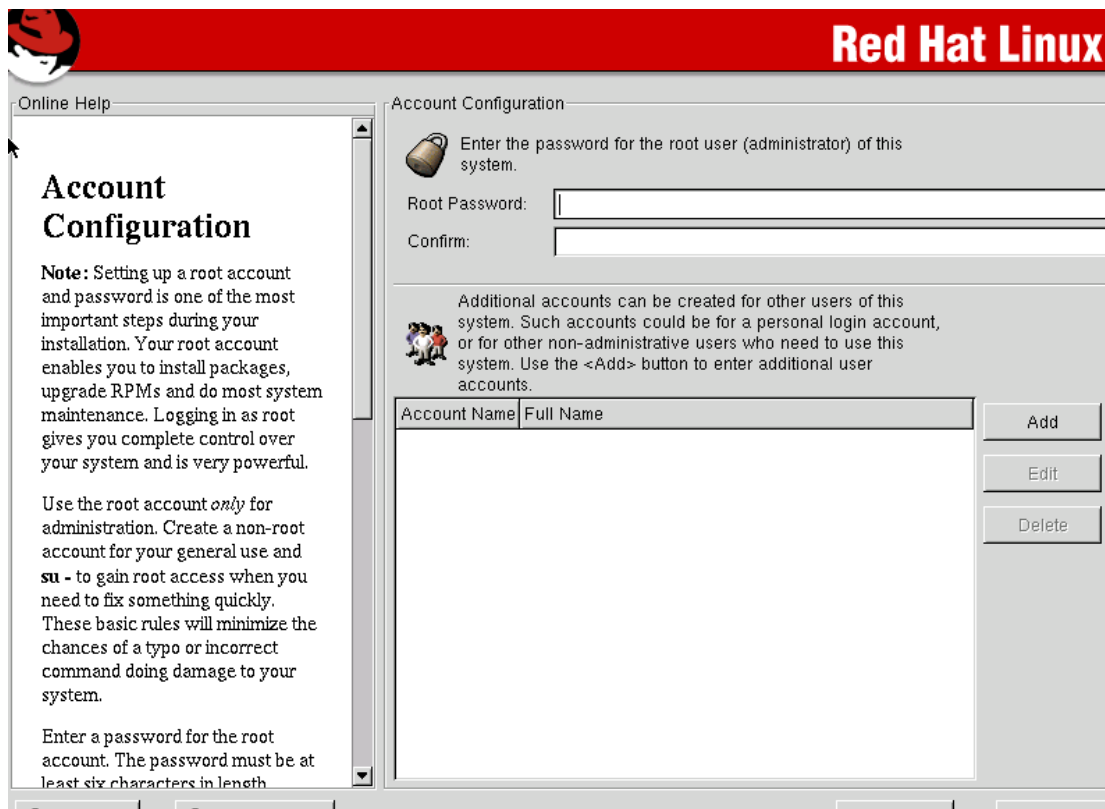 Red Hat Linux
Online Help
Account
Configuration
Note: Setting up a root account
and password is one of the most
important steps during your
installation. Your root account
enables you to install packages,
upgrade RPMs and do most system
maintenance. Logging in as root
gives you complete control over
your system and is very powerful.
Use the root account only for
administration. Create a non-root
account for your general use and
su - to gain root access when you
need to fix something quickly.
These basic rules will minimize the
chances of a typo or incorrect
command doing damage to your
system.
Enter a password for the root
account. The password must be at
least six characters in length.
Account Configuration
Enter the password for the root user (administrator) of this
system.
Root Password:
Confirm:
Additional accounts can be created for other users of this
system. Such accounts could be for a personal login account,
or for other non-administrative users who need to use this
system. Use the <Add> button to enter additional user
accounts.
Account Name Full Name
Add
Edit
Delete